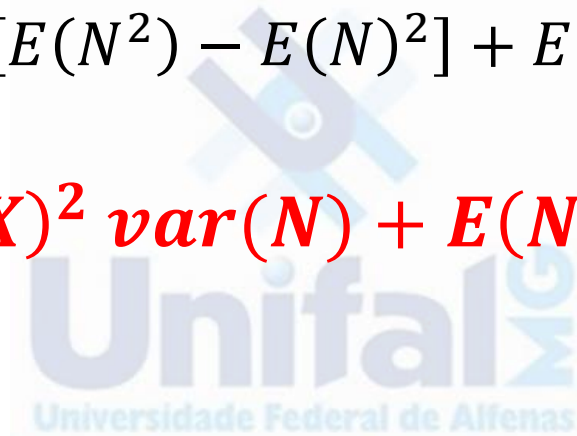 [E(N²) − E(N)²] + E
X)² var(N) + E(N
Unifal MG
Universidade Federal de Alfenas